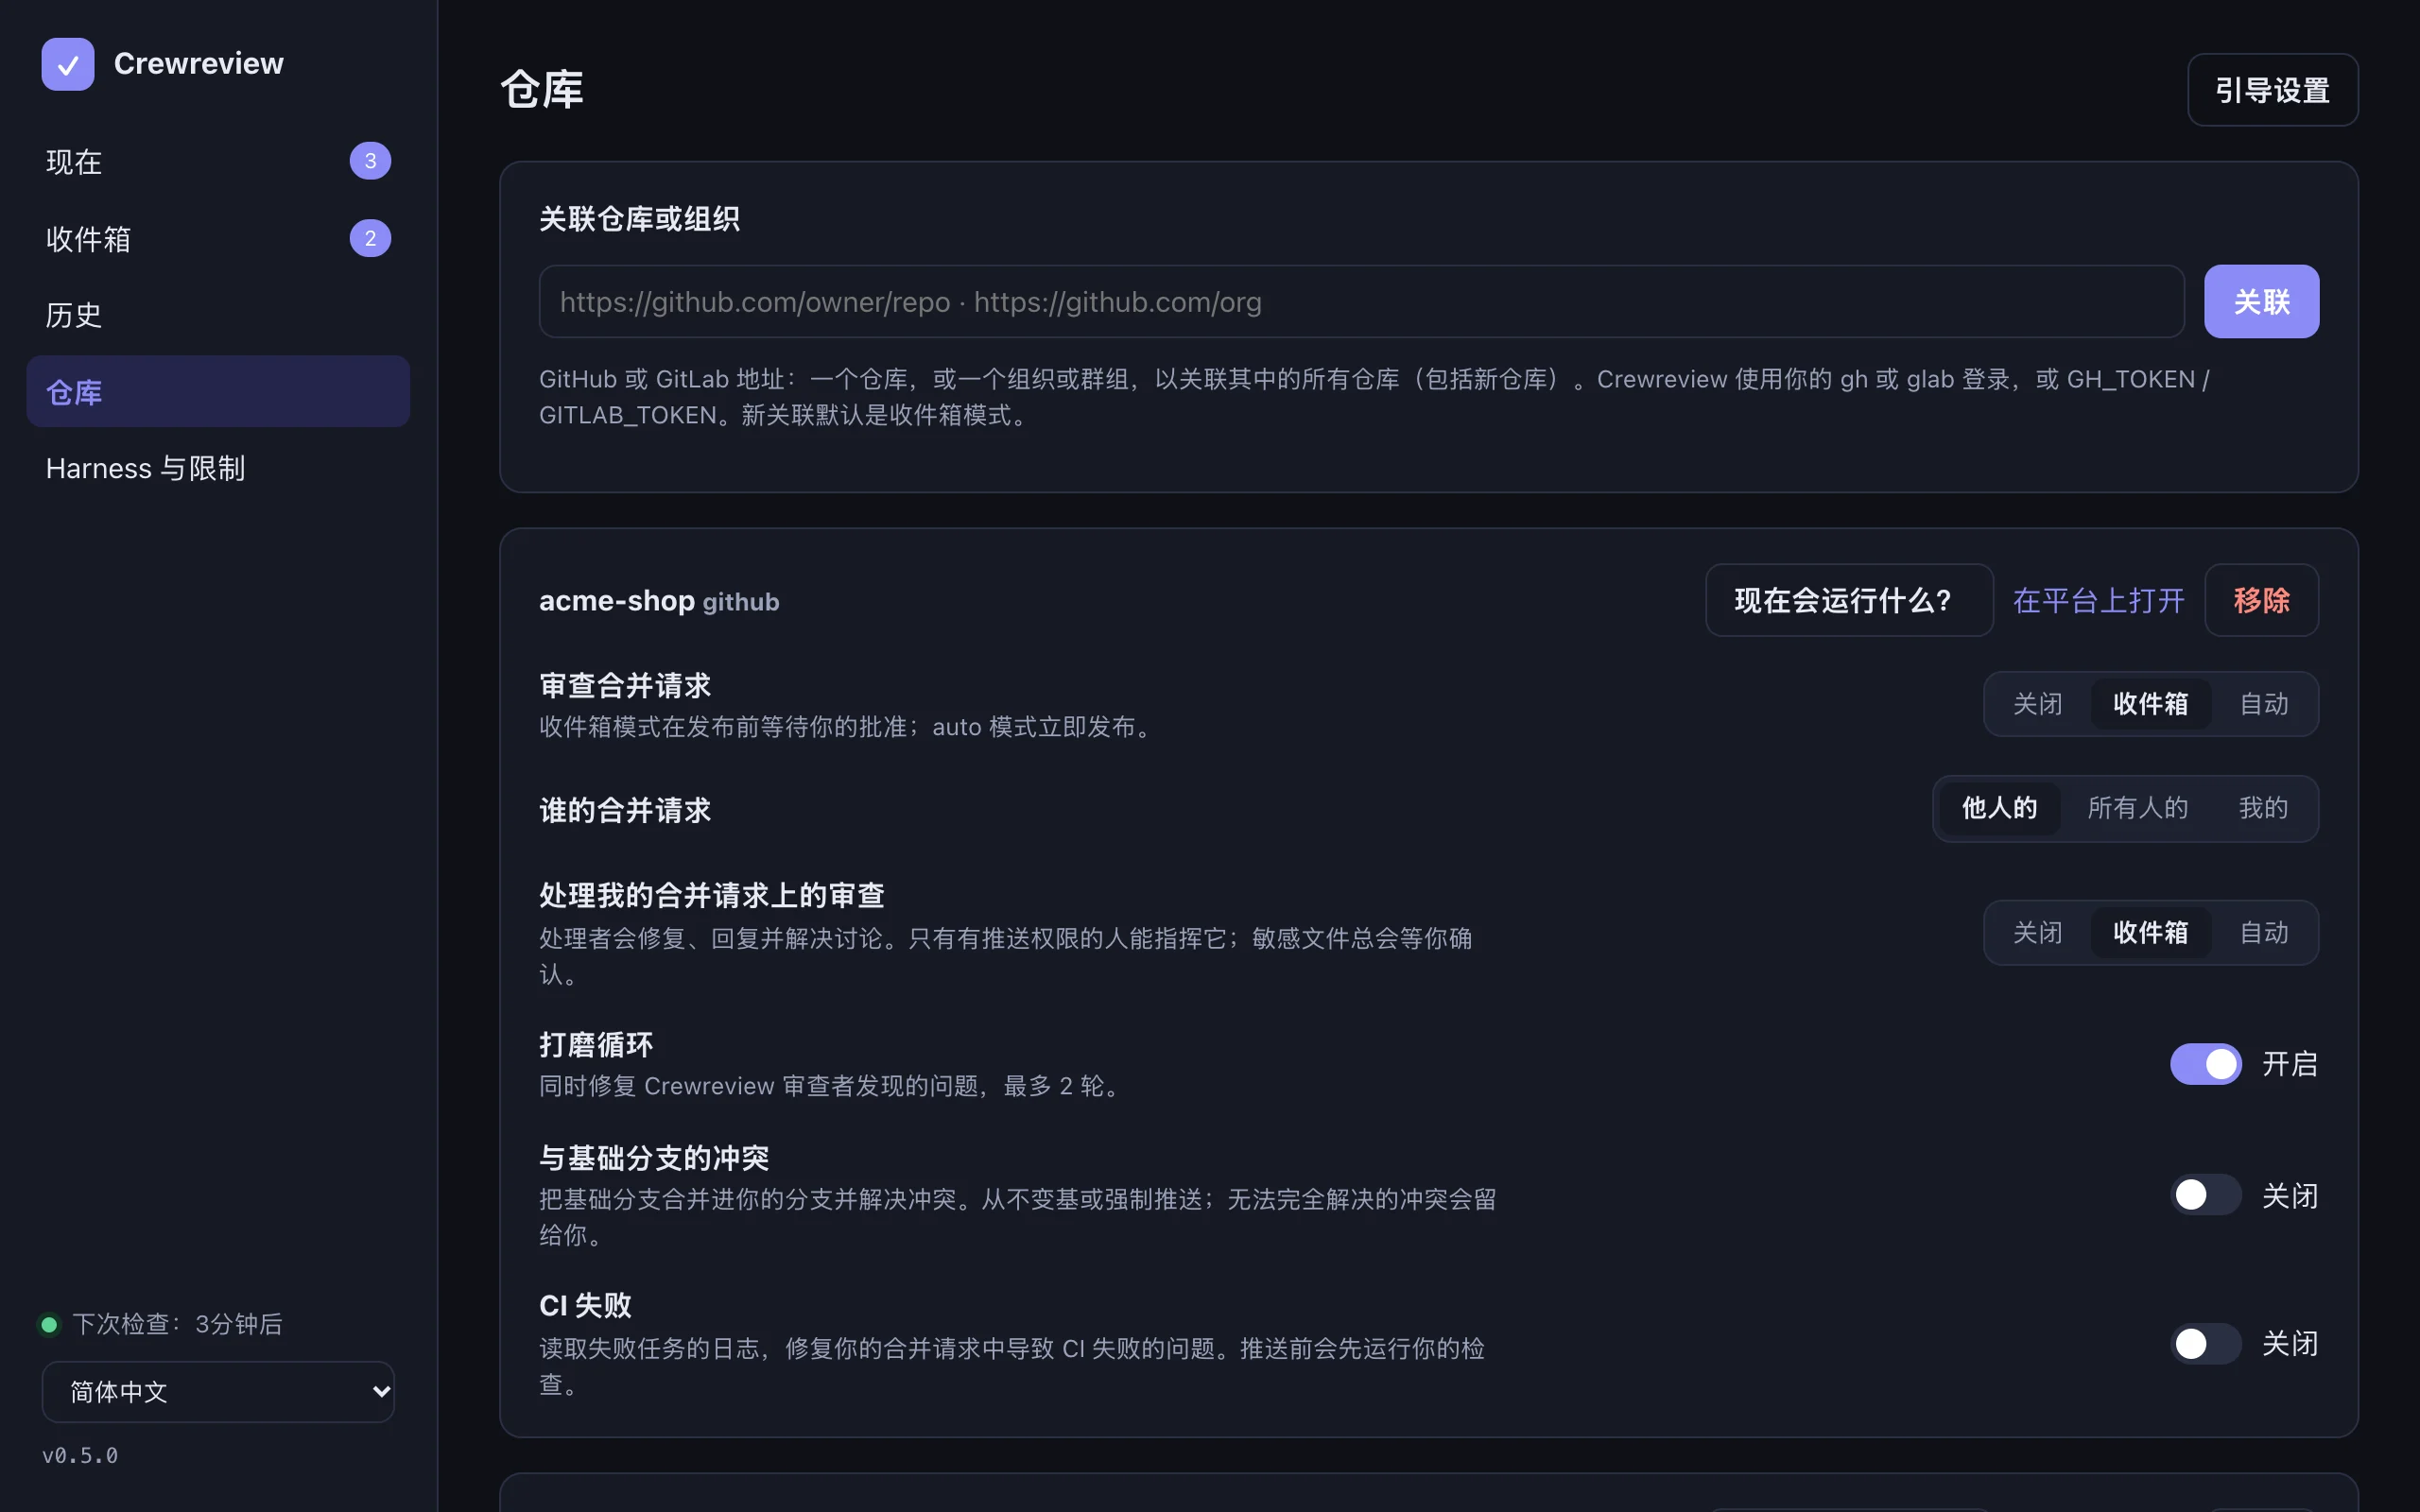 Crewreview
现在 3
收件箱 2
历史
仓库
Harness 与限制
下次检查：3分钟后
简体中文
v0.5.0
仓库
引导设置
关联仓库或组织
https://github.com/owner/repo · https://github.com/org
关联
GitHub 或 GitLab 地址：一个仓库，或一个组织或群组，以关联其中的所有仓库（包括新仓库）。Crewreview 使用你的 gh 或 glab 登录，或 GH_TOKEN /
GITLAB_TOKEN。新关联默认是收件箱模式。
acme-shop github
现在会运行什么？
在平台上打开
移除
审查合并请求
收件箱模式在发布前等待你的批准；auto 模式立即发布。
关闭 收件箱 自动
谁的合并请求
他人的 所有人的 我的
处理我的合并请求上的审查
处理者会修复、回复并解决讨论。只有有推送权限的人能指挥它；敏感文件总会等你确
认。
关闭 收件箱 自动
打磨循环
同时修复 Crewreview 审查者发现的问题，最多 2 轮。
开启
与基础分支的冲突
把基础分支合并进你的分支并解决冲突。从不变基或强制推送；无法完全解决的冲突会留
给你。
关闭
CI 失败
读取失败任务的日志，修复你的合并请求中导致 CI 失败的问题。推送前会先运行你的检
查。
关闭